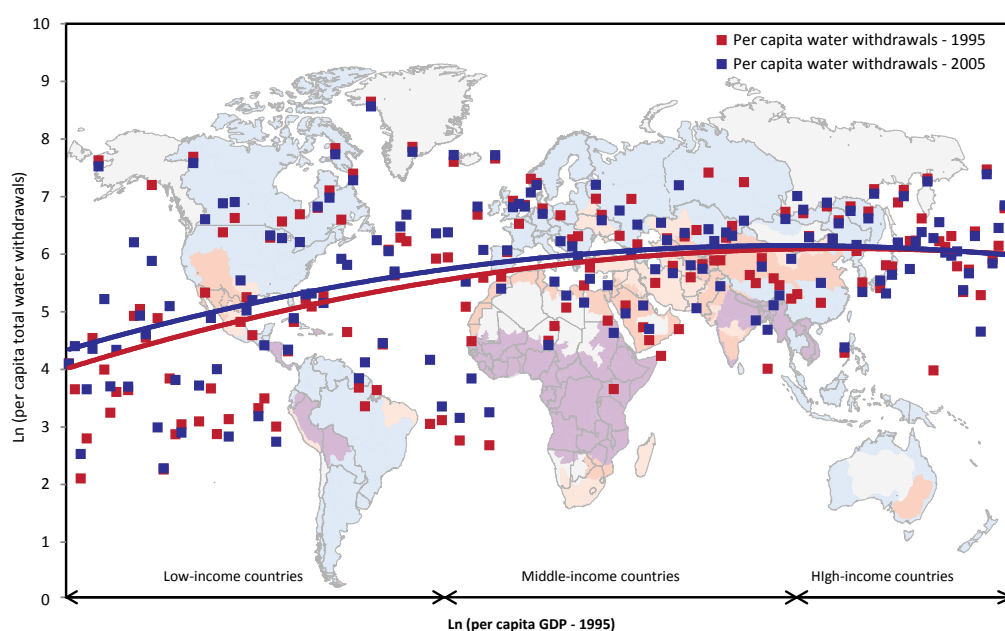 10
9
8
7
6
5
4
3
2
1
0
Ln (per capita total water withdrawals)
Per capita water withdrawals - 1995
Per capita water withdrawals - 2005
Low-income countries
Middle-income countries
HIgh-income countries
Ln (per capita GDP - 1995)